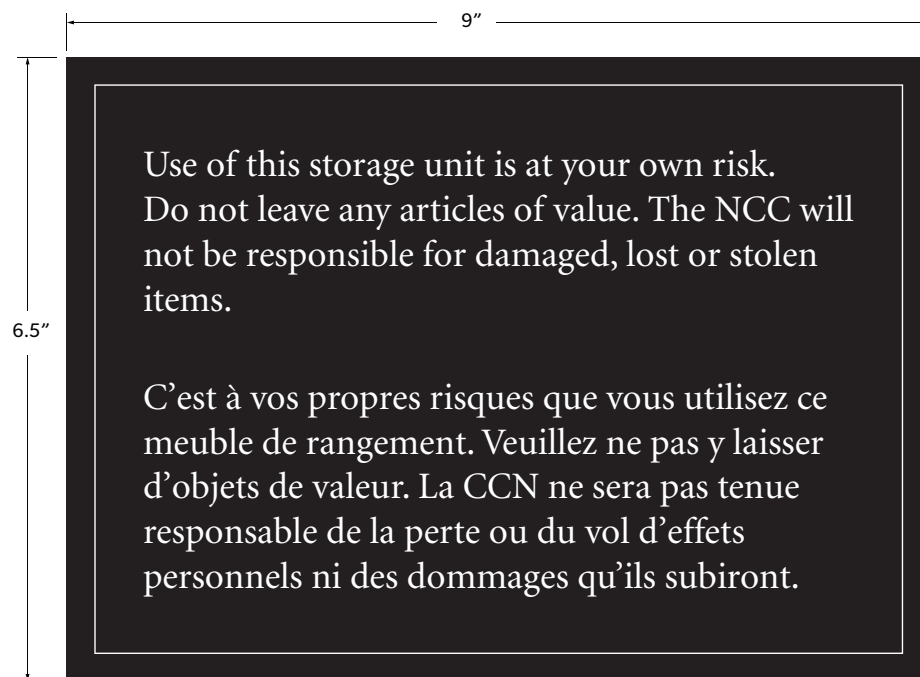 9”
6.5”
Use of this storage unit is at your own risk.
Do not leave any articles of value. The NCC will
not be responsible for damaged, lost or stolen
items.
C’est à vos propres risques que vous utilisez ce
meuble de rangement. Veuillez ne pas y laisser
d’objets de valeur. La CCN ne sera pas tenue
responsable de la perte ou du vol d’effets
personnels ni des dommages qu’ils subiront.